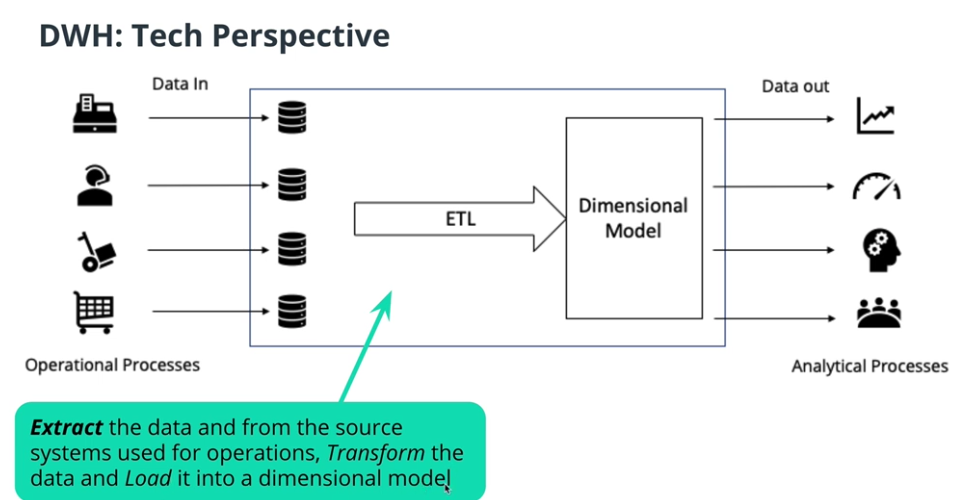 DWH: Tech Perspective
Data In
Data out
ETL
Dimensional
Model
Operational Processes
Analytical Processes
Extract the data and from the source
systems used for operations, Transform the
data and Load it into a dimensional model